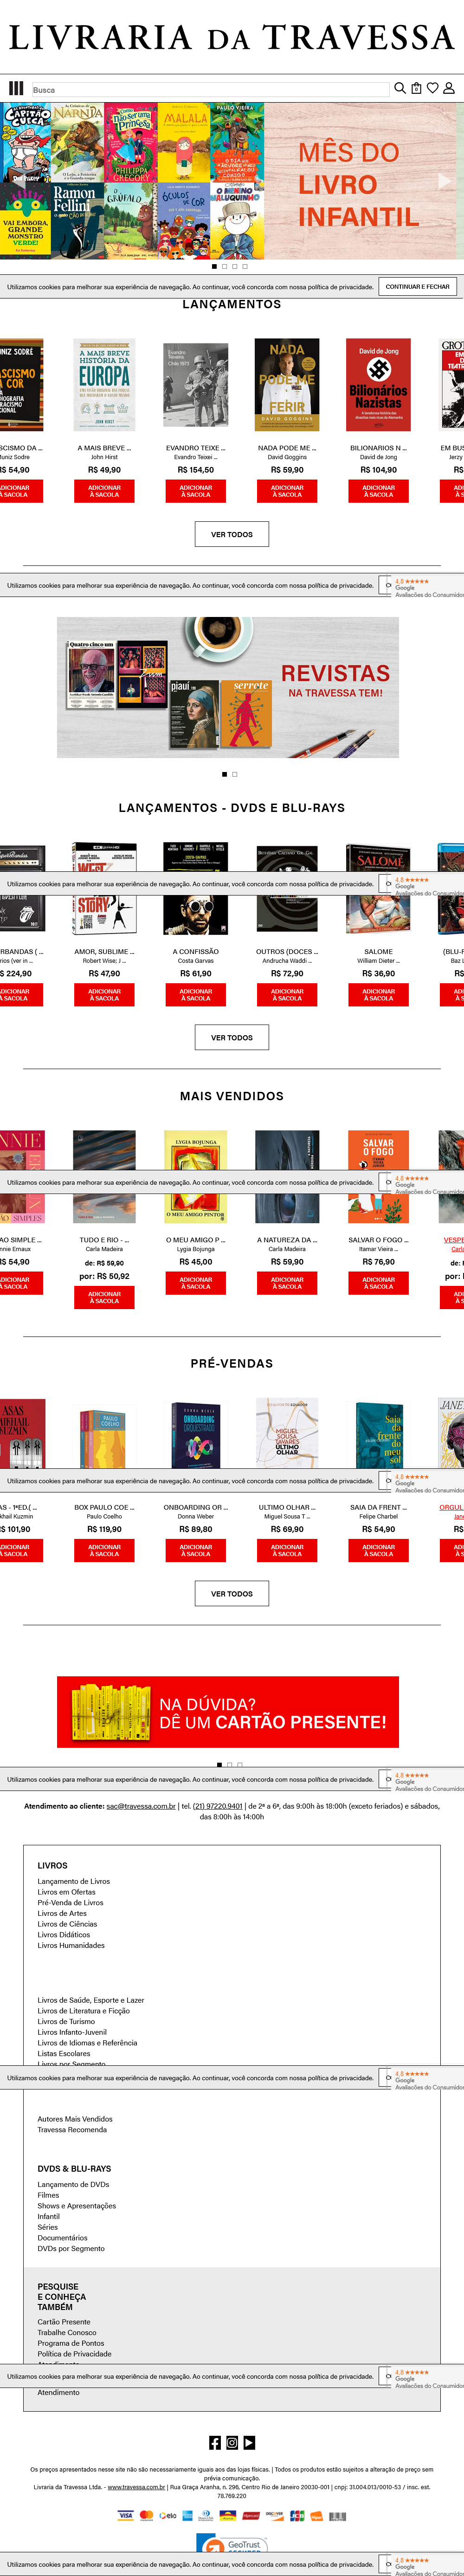 LIVRARIA DA TRAVESSA
Busca
0
MÊS DO
LIVRO
INFANTIL
Utilizamos cookies para melhorar sua experiência de navegação. Ao continuar, você concorda com nossa política de privacidade.
CONTINUAR E FECHAR
LANÇAMENTOS
NADA
PODE ME
FERIR
DAVID GOGGINS
David de Jong
Bilionários
Nazistas
SCISMO DA ...
Muniz Sodre
R$ 54,90
ADICIONAR
À SACOLA
A MAIS BREVE ...
John Hirst
R$ 49,90
ADICIONAR
À SACOLA
EVANDRO TEIXE ...
Evandro Teixei ...
R$ 154,50
ADICIONAR
À SACOLA
NADA PODE ME ...
David Goggins
R$ 59,90
ADICIONAR
À SACOLA
BILIONARIOS N ...
David de Jong
R$ 104,90
ADICIONAR
À SACOLA
EM BUS
Jerzy
R$
VER TODOS
Utilizamos cookies para melhorar sua experiência de navegação. Ao continuar, você concorda com nossa política de privacidade.
4,8
Google
Avaliações do Consumidor
REVISTAS
NA TRAVESSA TEM!
LANÇAMENTOS - DVDS E BLU-RAYS
Utilizamos cookies para melhorar sua experiência de navegação. Ao continuar, você concorda com nossa política de privacidade.
4,8
Google
Avaliações do Consumidor
RBANDAS ( ...
rios (ver in ...
$ 224,90
ADICIONAR
À SACOLA
AMOR, SUBLIME ...
Robert Wise; J ...
R$ 47,90
ADICIONAR
À SACOLA
A CONFISSÃO
Costa Garvas
R$ 61,90
ADICIONAR
À SACOLA
OUTROS (DOCES ...
Andrucha Waddi ...
R$ 72,90
ADICIONAR
À SACOLA
SALOME
William Dieter ...
R$ 36,90
ADICIONAR
À SACOLA
(BLU-R
Baz L
R$
VER TODOS
MAIS VENDIDOS
SALVAR
O FOGO
Utilizamos cookies para melhorar sua experiência de navegação. Ao continuar, você concorda com nossa política de privacidade.
4,8
Google
Avaliações do Consumidor
AO SIMPLE ...
nnie Ernaux
R$ 54,90
ADICIONAR
À SACOLA
TUDO E RIO - ...
Carla Madeira
de: R$ 59,90
por: R$ 50,92
ADICIONAR
À SACOLA
O MEU AMIGO P ...
Lygia Bojunga
R$ 45,00
ADICIONAR
À SACOLA
A NATUREZA DA ...
Carla Madeira
R$ 59,90
ADICIONAR
À SACOLA
SALVAR O FOGO ...
Itamar Vieira ...
R$ 76,90
ADICIONAR
À SACOLA
VESPE
Carla
PRÉ-VENDAS
Utilizamos cookies para melhorar sua experiência de navegação. Ao continuar, você concorda com nossa política de privacidade.
4,8
Google
Avaliações do Consumidor
AS - 1ªED.( ...
khail Kuzmin
R$ 101,90
ADICIONAR
À SACOLA
BOX PAULO COE ...
Paulo Coelho
R$ 119,90
ADICIONAR
À SACOLA
ONBOARDING OR ...
Donna Weber
R$ 89,80
ADICIONAR
À SACOLA
ULTIMO OLHAR ...
Miguel Sousa T ...
R$ 69,90
ADICIONAR
À SACOLA
SAIA DA FRENT ...
Felipe Charbel
R$ 54,90
ADICIONAR
À SACOLA
ORGUL
Jane
R$
VER TODOS
NA DÚVIDA?
DÊ UM CARTÃO PRESENTE!
Utilizamos cookies para melhorar sua experiência de navegação. Ao continuar, você concorda com nossa política de privacidade.
4,8
Google
Avaliações do Consumidor
Atendimento ao cliente: sac@travessa.com.br | tel. (21) 97220.9401 | de 2ª a 6ª, das 9:00h às 18:00h (exceto feriados) e sábados,
das 8:00h às 14:00h
LIVROS
Lançamento de Livros
Livros em Ofertas
Pré-Venda de Livros
Livros de Artes
Livros de Ciências
Livros Didáticos
Livros Humanidades
Livros de Saúde, Esporte e Lazer
Livros de Literatura e Ficção
Livros de Turismo
Livros Infanto-Juvenil
Livros de Idiomas e Referência
Listas Escolares
Livros por Segmento
Utilizamos cookies para melhorar sua experiência de navegação. Ao continuar, você concorda com nossa política de privacidade.
4,8
Google
Avaliações do Consumidor
Autores Mais Vendidos
Travessa Recomenda
DVDS & BLU-RAYS
Lançamento de DVDs
Filmes
Shows e Apresentações
Infantil
Séries
Documentários
DVDs por Segmento
PESQUISE
E CONHEÇA
TAMBÉM
Cartão Presente
Trabalhe Conosco
Programa de Pontos
Política de Privacidade
Utilizamos cookies para melhorar sua experiência de navegação. Ao continuar, você concorda com nossa política de privacidade.
4,8
Google
Avaliações do Consumidor
Atendimento
Os preços apresentados nesse site não são necessariamente iguais aos das lojas físicas. | Todos os produtos estão sujeitos a alteração de preço sem
prévia comunicação.
Livraria da Travessa Ltda. - www.travessa.com.br | Rua Graça Aranha, n. 296, Centro Rio de Janeiro 20030-001 | cnpj: 31.004.013/0010-53 / insc. est.
78.769.220
VISA
elo
GeoTrust
Utilizamos cookies para melhorar sua experiência de navegação. Ao continuar, você concorda com nossa política de privacidade.
4,8
Google
Avaliações do Consumidor